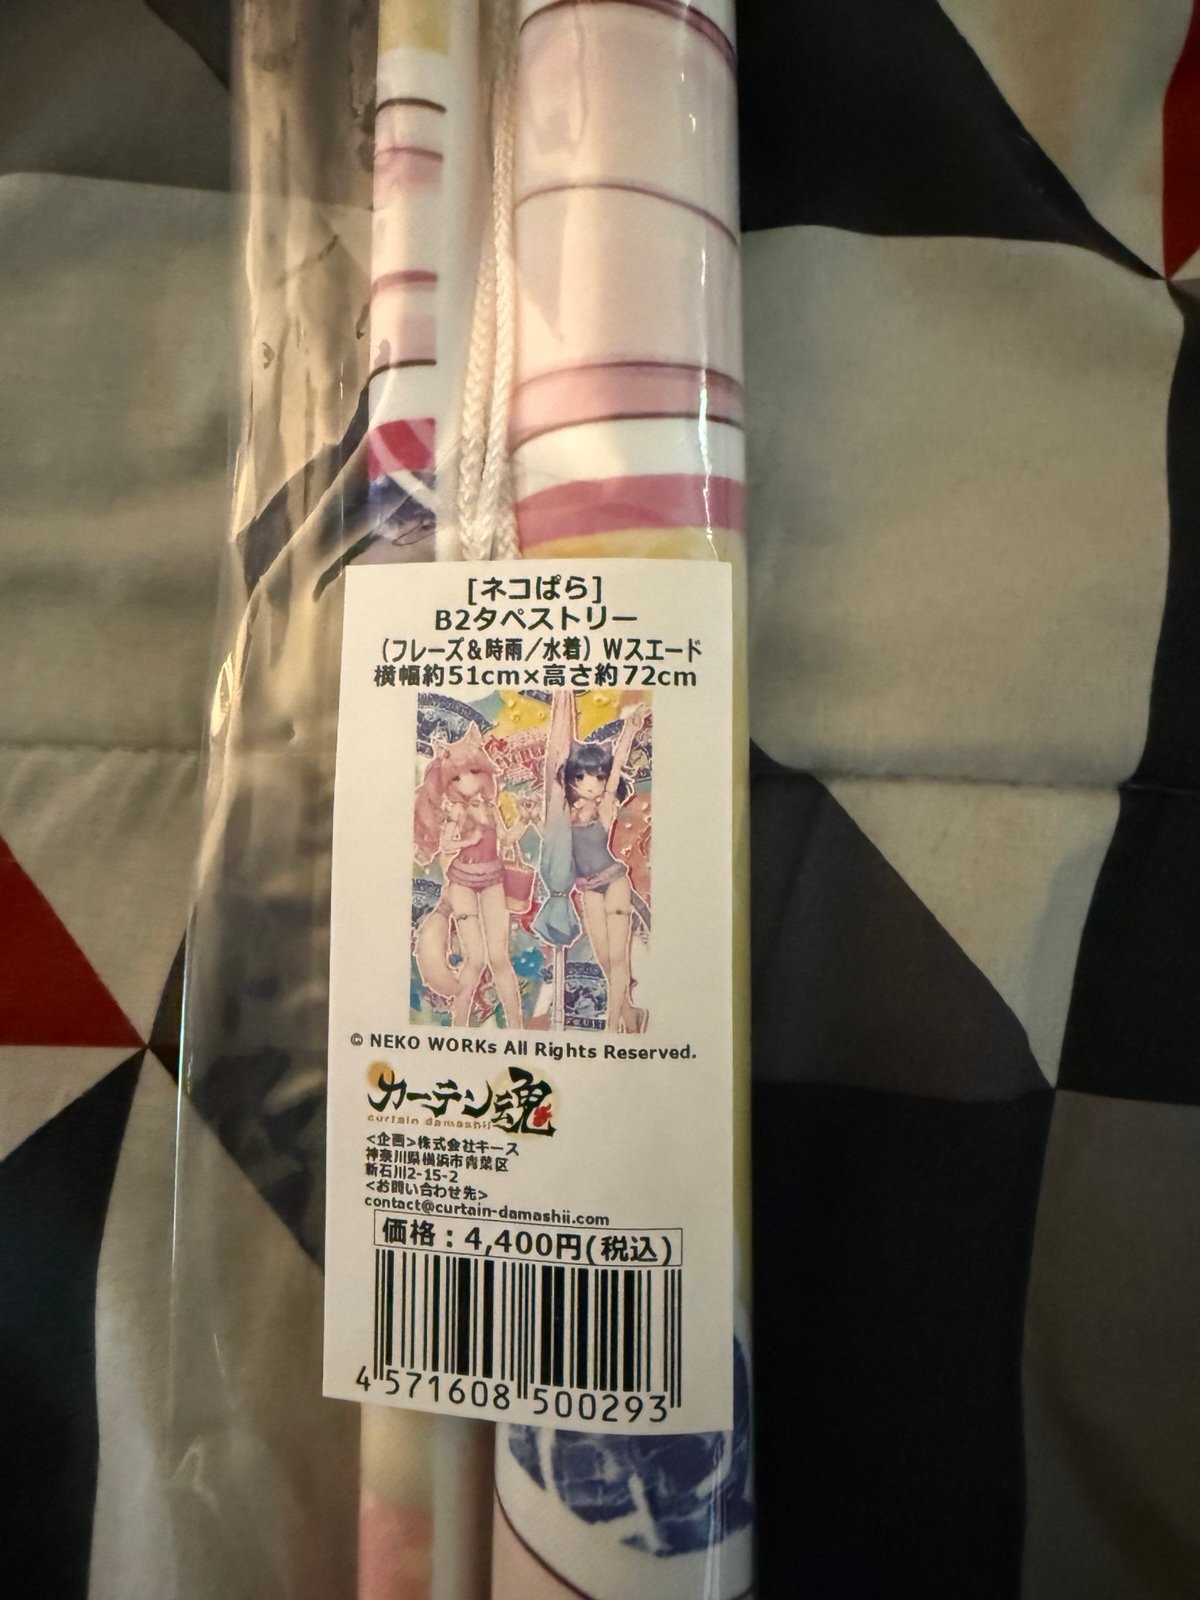 [ネコぱら]
B2タペストリー
(フレーズ&時雨/水着) Wスエード
横幅約51cm×高さ約72cm
© NEKO WORKs All Rights Reserved.
カーテン魂
curtain damashii
<企画>株式会社キース
神奈川県横浜市青葉区
新石川2-15-2
<お問い合わせ先>
contact@curtain-damashii.com
価格:4,400円(税込)
4 571608 500293